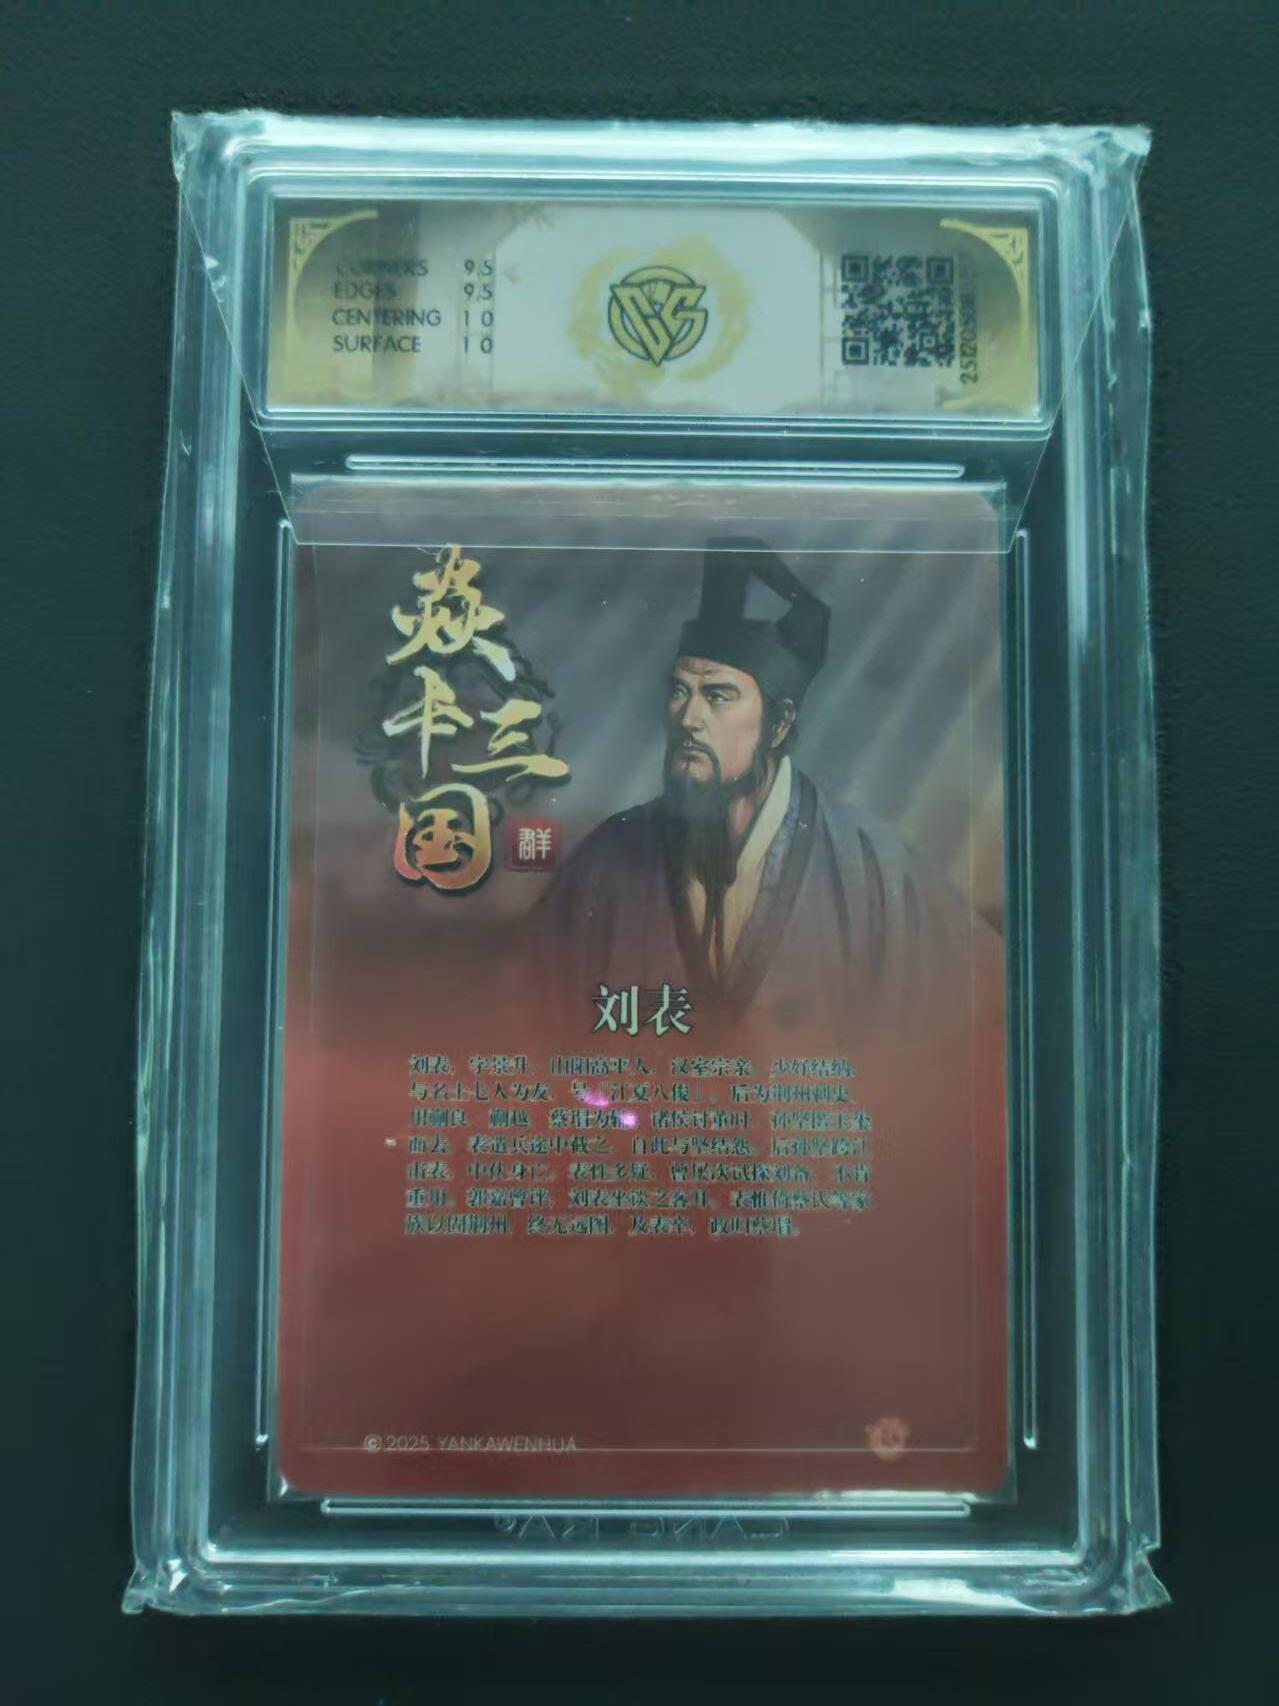 CORNERS 9.5
EDGES 9.5
CENTERING 10
SURFACE 10
焱卡三国
群
刘表
刘表，字景升，山阳高平人，汉室宗亲。少好结纳，
与名士七人为友，号「江夏八俊」。后为荆州刺史，
用蒯良、蒯越、蔡瑁为辅。诸侯讨董时，孙坚匿玉玺
而去，表遣兵途中截之，自此与坚结怨。后孙坚跨江
击表，中伏身亡。表性多疑，曾屡次试探刘备，不肯
重用。郭嘉曾评：刘表坐谈之客耳。表惟倚蔡氏等家
族以固荆州，终无远图，及表卒，政归蔡瑁。
©2025 YANKAWENHUA